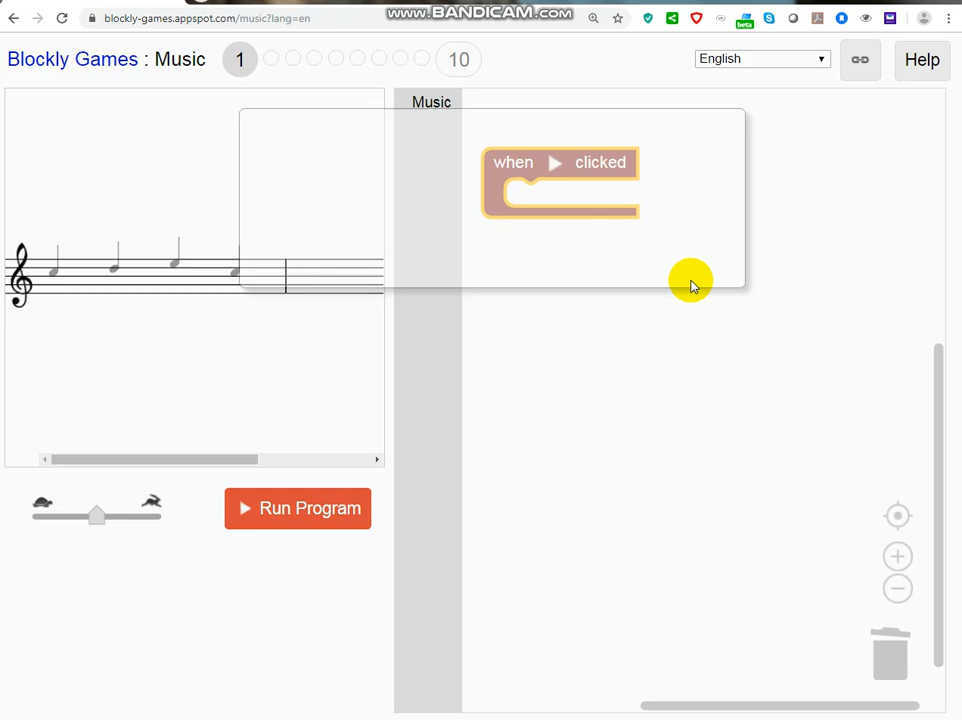 www.BANDICAM.com
blockly-games.appspot.com/music?lang=en
beta
Blockly Games : Music 1 10 English Help
Music
when clicked
Run Program